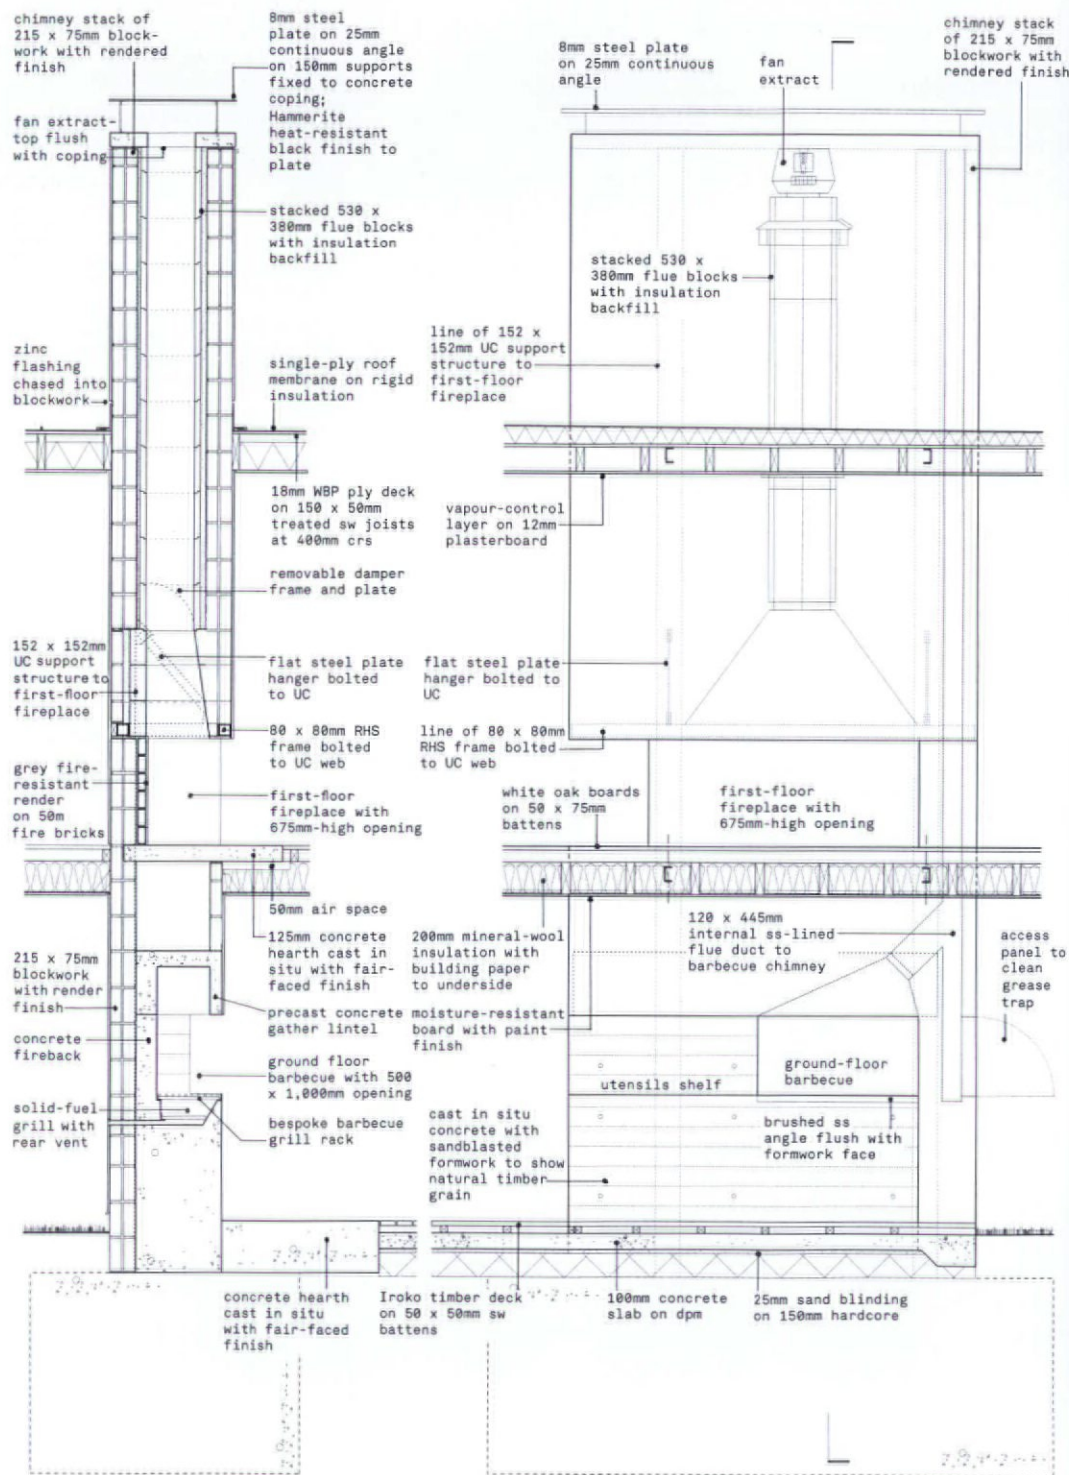 chimney stack of
215 x 75mm block-
work with rendered
finish
8mm steel
plate on 25mm
continuous angle
on 150mm supports
fixed to concrete
coping;
Hammerite
heat-resistant
black finish to
plate
fan extract-
top flush
with coping
stacked 530 x
380mm flue blocks
with insulation
backfill
zinc
flashing
chased into
blockwork
single-ply roof
membrane on rigid
insulation
18mm WBP ply deck
on 150 x 50mm
treated sw joists
at 400mm crs
removable damper
frame and plate
152 x 152mm
UC support
structure to
first-floor
fireplace
flat steel plate
hanger bolted
to UC
80 x 80mm RHS
frame bolted
to UC web
grey fire-
resistant
render
on 50m
fire bricks
first-floor
fireplace with
675mm-high opening
50mm air space
125mm concrete
hearth cast in
situ with fair-
faced finish
215 x 75mm
blockwork
with render
finish
precast concrete
gather lintel
concrete
fireback
ground floor
barbecue with 500
x 1,000mm opening
solid-fuel
grill with
rear vent
bespoke barbecue
grill rack
concrete hearth
cast in situ
with fair-faced
finish
8mm steel plate
on 25mm continuous
angle
fan
extract
chimney stack
of 215 x 75mm
blockwork with
rendered finish
stacked 530 x
380mm flue blocks
with insulation
backfill
line of 152 x
152mm UC support
structure to
first-floor
fireplace
vapour-control
layer on 12mm
plasterboard
flat steel plate
hanger bolted to
UC
line of 80 x 80mm
RHS frame bolted
to UC web
white oak boards
on 50 x 75mm
battens
first-floor
fireplace with
675mm-high opening
200mm mineral-wool
insulation with
building paper
to underside
120 x 445mm
internal ss-lined
flue duct to
barbecue chimney
access
panel to
clean
grease
trap
moisture-resistant
board with paint
finish
utensils shelf
ground-floor
barbecue
cast in situ
concrete with
sandblasted
formwork to show
natural timber
grain
brushed ss
angle flush with
formwork face
Iroko timber deck
on 50 x 50mm sw
battens
100mm concrete
slab on dpm
25mm sand blinding
on 150mm hardcore